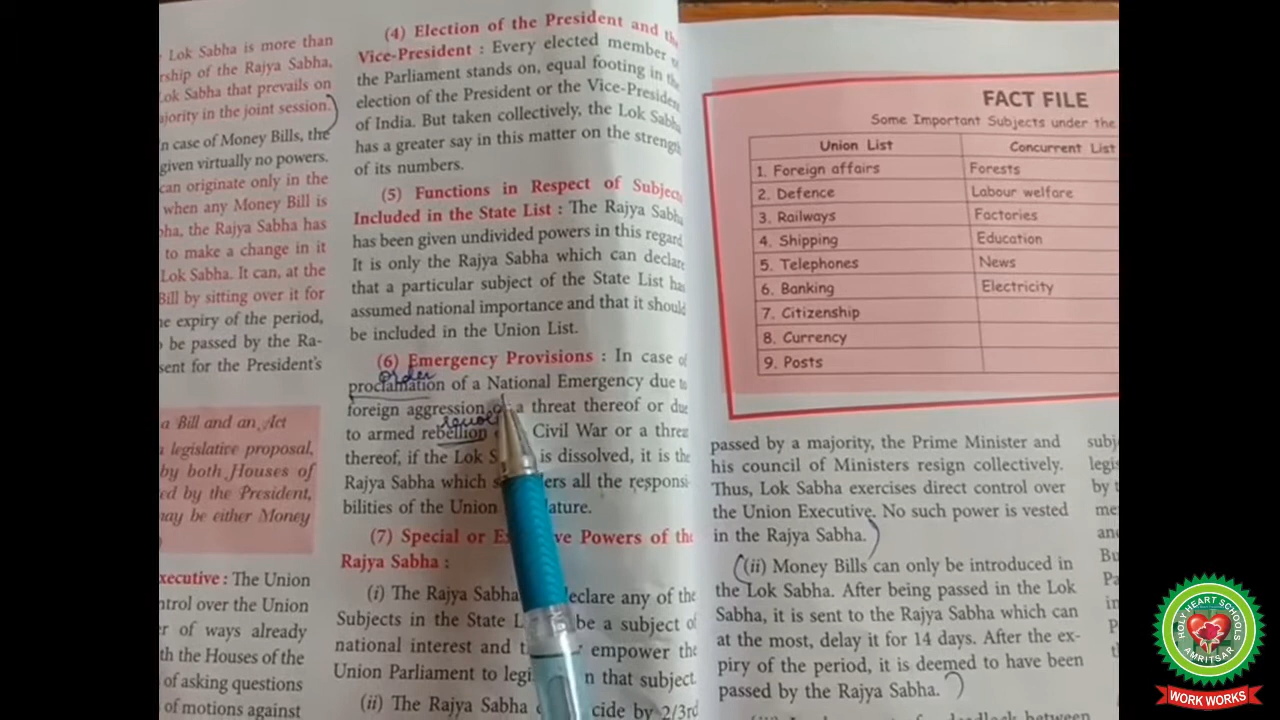 Lok Sabha is more than
rship of the Rajya Sabha,
ok Sabha that prevails on
jority in the joint session.
n case of Money Bills, the
given virtually no powers.
can originate only in the
when any Money Bill is
ha, the Rajya Sabha has
to make a change in it
Lok Sabha. It can, at the
Bill by sitting over it for
e expiry of the period,
be passed by the Ra-
sent for the President's
a Bill and an Act
legislative proposal,
by both Houses of
ed by the President,
may be either Money
xecutive : The Union
ntrol over the Union
r of ways already
th the Houses of the
of asking questions
of motions against
(4) Election of the President and the
Vice-President : Every elected member of
the Parliament stands on, equal footing in the
election of the President or the Vice-Presiden
of India. But taken collectively, the Lok Sabha
has a greater say in this matter on the strength
of its numbers.
(5) Functions in Respect of Subjects
Included in the State List : The Rajya Sabha
has been given undivided powers in this regard.
It is only the Rajya Sabha which can declare
that a particular subject of the State List has
assumed national importance and that it should
be included in the Union List.
(6) Emergency Provisions : In case of
order
proclamation of a National Emergency due to
foreign aggression or a threat thereof or due
revolt
to armed rebellion Civil War or a threat
thereof, if the Lok S is dissolved, it is the
Rajya Sabha which s ers all the responsi
bilities of the Union ature.
(7) Special or Ex ve Powers of the
Rajya Sabha :
(i) The Rajya Sabha declare any of the
Subjects in the State L be a subject of
national interest and t empower the
Union Parliament to legi n that subject.
(ii) The Rajya Sabha cide by 2/3rd
FACT FILE
Some Important Subjects under the
Union List Concurrent List
1. Foreign affairs Forests
2. Defence Labour welfare
3. Railways Factories
4. Shipping Education
5. Telephones News
6. Banking Electricity
7. Citizenship
8. Currency
9. Posts
passed by a majority, the Prime Minister and
his council of Ministers resign collectively.
Thus, Lok Sabha exercises direct control over
the Union Executive. No such power is vested
in the Rajya Sabha.
(ii) Money Bills can only be introduced in
the Lok Sabha. After being passed in the Lok
Sabha, it is sent to the Rajya Sabha which can
at the most, delay it for 14 days. After the ex-
piry of the period, it is deemed to have been
passed by the Rajya Sabha.
subj
legis
by t
me
an
Bu
Pa
in
HOLY HEART SCHOOLS
AMRITSAR
WORK WORKS